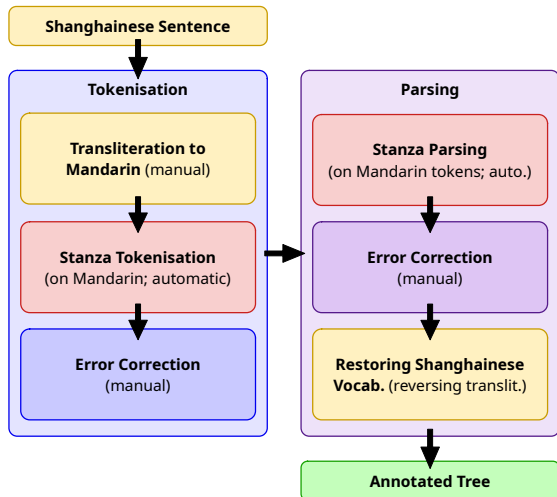 Shanghainese Sentence
Tokenisation
Transliteration to
Mandarin (manual)
Stanza Tokenisation
(on Mandarin; automatic)
Error Correction
(manual)
Parsing
Stanza Parsing
(on Mandarin tokens; auto.)
Error Correction
(manual)
Restoring Shanghainese
Vocab. (reversing translit.)
Annotated Tree